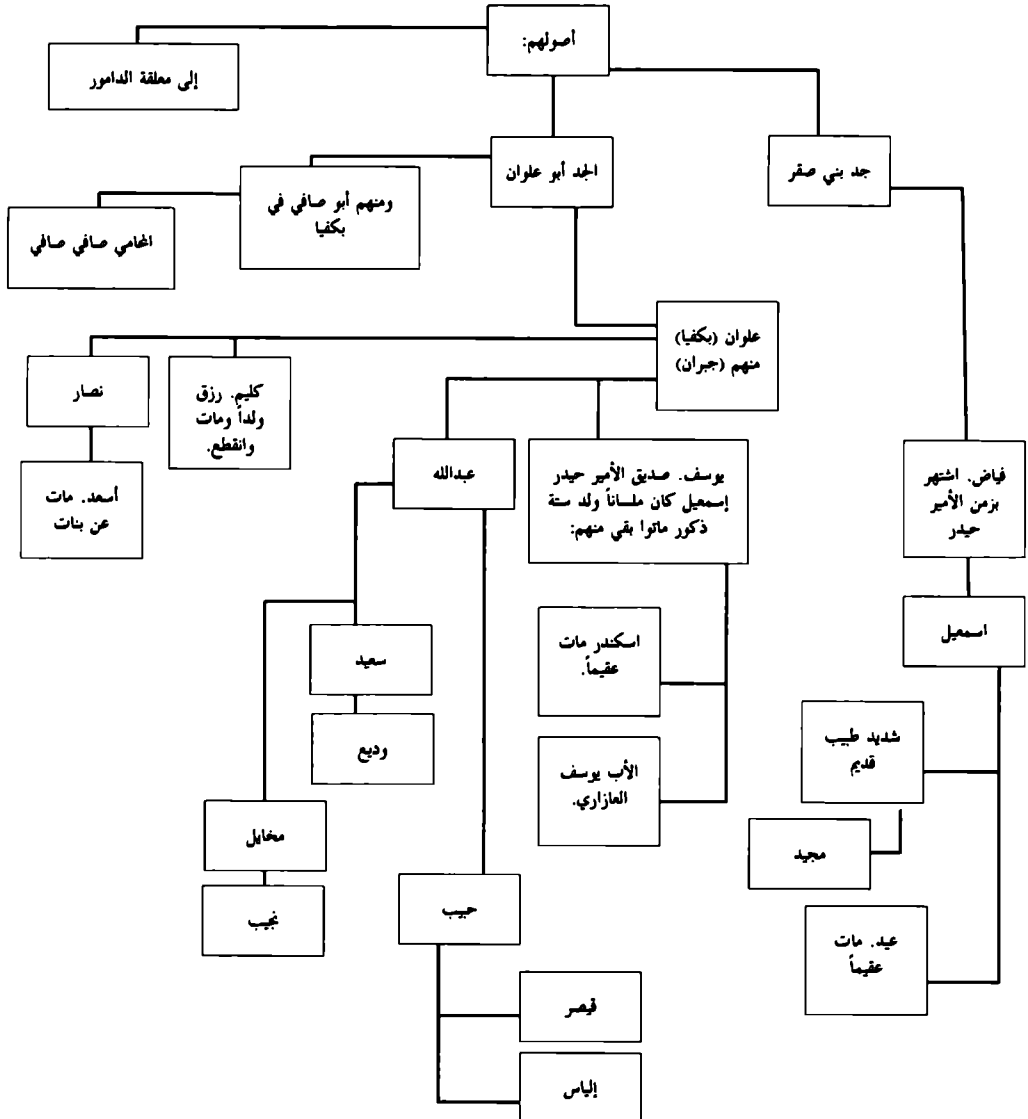 أصولهم:
إلى معلقة الدامور
جد بني صقر
الجد أبو علوان
ومنهم أبو صافي في
بكفيا
المحامي صافي صافي
علوان (بكفيا)
منهم (جبران)
نصار
كليم. رزق
ولداً ومات
وانقطع.
أسعد. مات
عن بنات
عبدالله
يوسف. صديق الأمير حيدر
إسمعيل كان ملساناً ولد ستة
ذكور ماتوا بقي منهم:
فياض. اشتهر
بزمن الأمير
حيدر
اسمعيل
اسكندر مات
عقيماً.
سعيد
وديع
شديد طبيب
قديم
الأب يوسف
العازاري.
مخايل
مجيد
نجيب
حبيب
عيد. مات
عقيماً
قيصر
إلياس